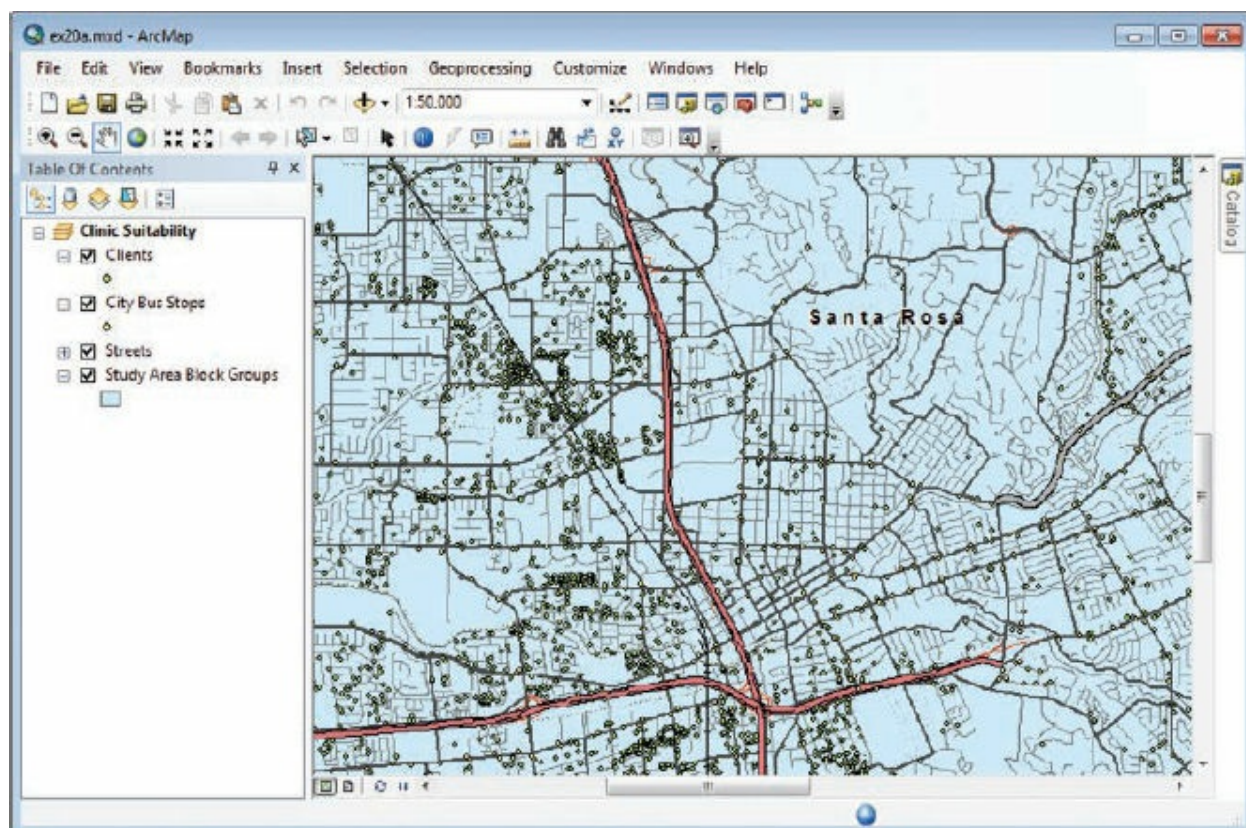 ex20a.mxd - ArcMap
File Edit View Bookmarks Insert Selection Geoprocessing Customize Windows Help
1:50,000
Table Of Contents
Clinic Suitability
Clients
City Bus Stops
Streets
Study Area Block Groups
Santa Rosa
Catalog